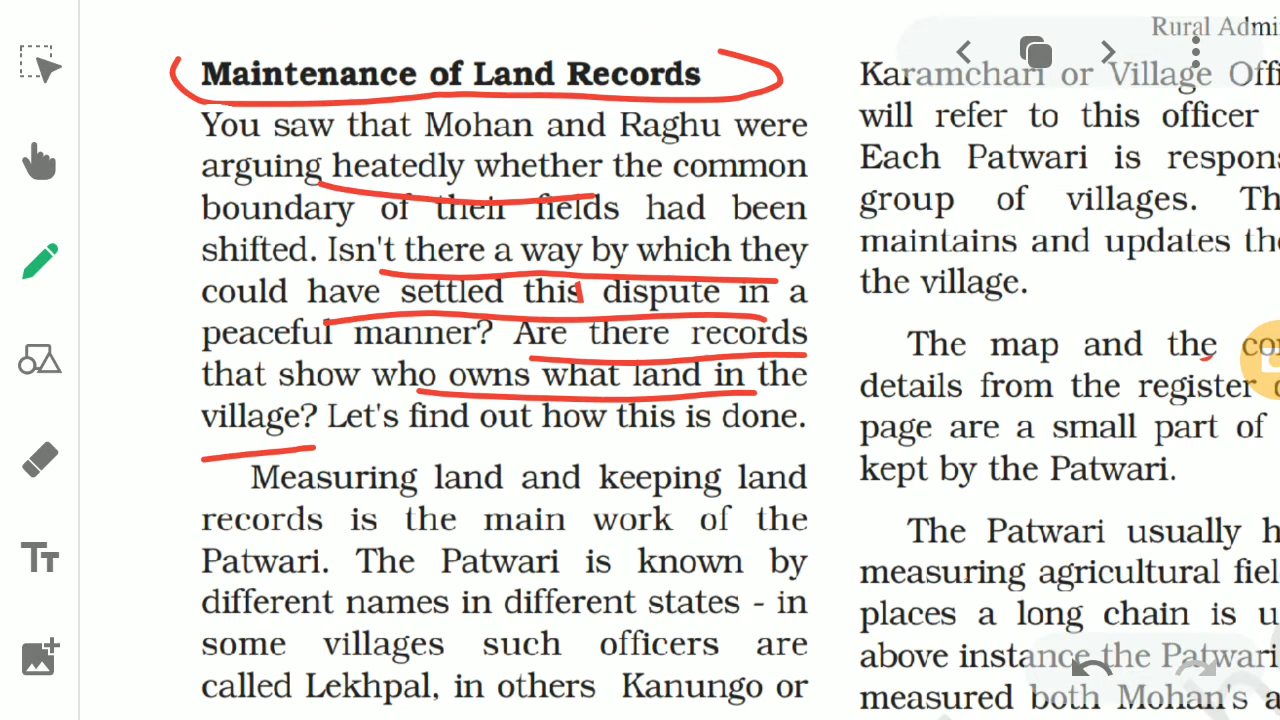 Rural Admi
Maintenance of Land Records
You saw that Mohan and Raghu were
arguing heatedly whether the common
boundary of their fields had been
shifted. Isn't there a way by which they
could have settled this dispute in a
peaceful manner? Are there records
that show who owns what land in the
village? Let's find out how this is done.
Measuring land and keeping land
records is the main work of the
Patwari. The Patwari is known by
different names in different states - in
some villages such officers are
called Lekhpal, in others Kanungo or
Karamchari or Village Offi
will refer to this officer
Each Patwari is respons
group of villages. Th
maintains and updates the
the village.
The map and the cor
details from the register
page are a small part of
kept by the Patwari.
The Patwari usually h
measuring agricultural fiel
places a long chain is u
above instance the Patwari
measured both Mohan's a
TT